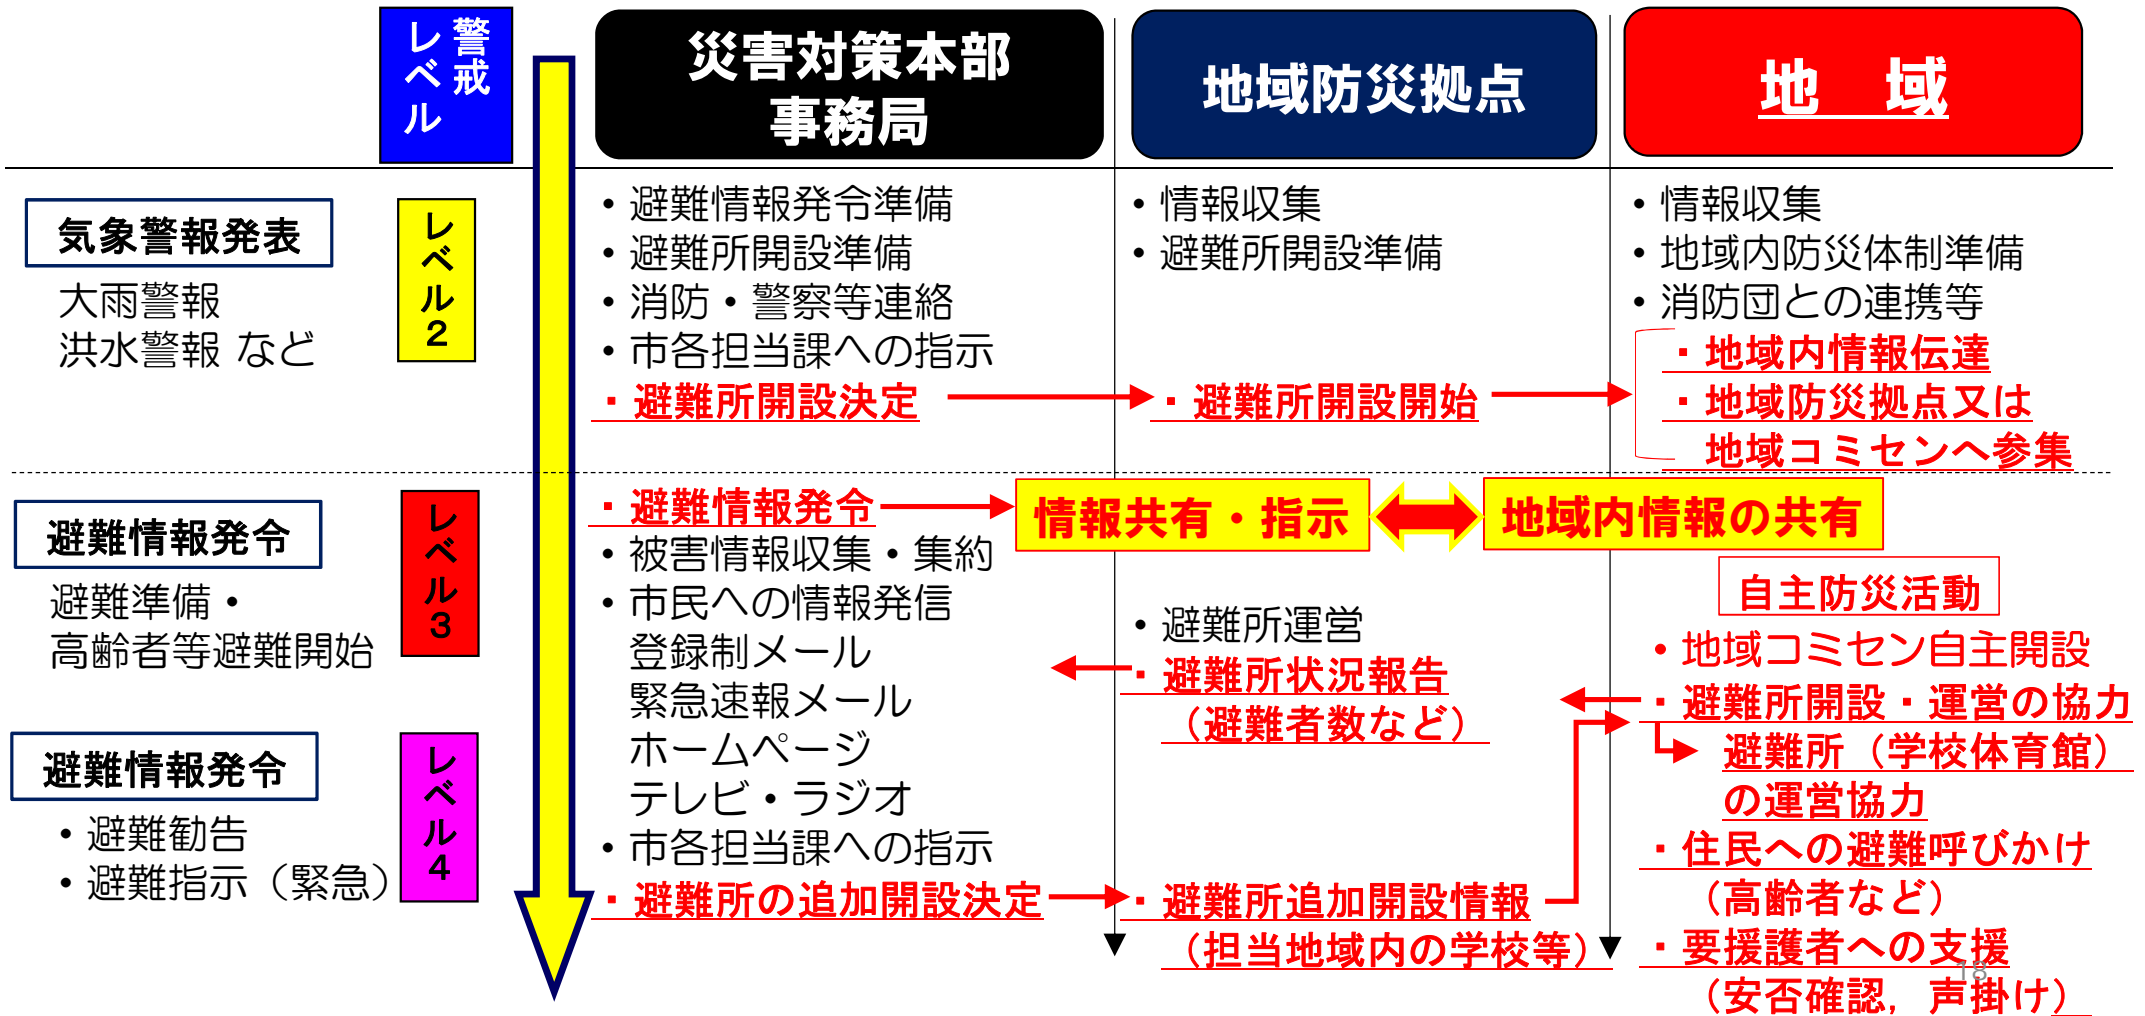 警戒
レベル
災害対策本部
事務局
地域防災拠点
地　域
気象警報発表
大雨警報
洪水警報 など
レベル２
・避難情報発令準備
・避難所開設準備
・消防・警察等連絡
・市各担当課への指示
・避難所開設決定
・情報収集
・避難所開設準備
・避難所開設開始
・情報収集
・地域内防災体制準備
・消防団との連携等
・地域内情報伝達
・地域防災拠点又は
地域コミセンへ参集
避難情報発令
避難準備・
高齢者等避難開始
レベル３
避難情報発令
・避難勧告
・避難指示（緊急）
レベル４
・避難情報発令
・被害情報収集・集約
・市民への情報発信
登録制メール
緊急速報メール
ホームページ
テレビ・ラジオ
・市各担当課への指示
・避難所の追加開設決定
情報共有・指示
・避難所運営
・避難所状況報告
（避難者数など）
・避難所追加開設情報
（担当地域内の学校等）
地域内情報の共有
自主防災活動
・地域コミセン自主開設
・避難所開設・運営の協力
避難所（学校体育館）
の運営協力
・住民への避難呼びかけ
（高齢者など）
・要援護者への支援
（安否確認，声掛け）
18